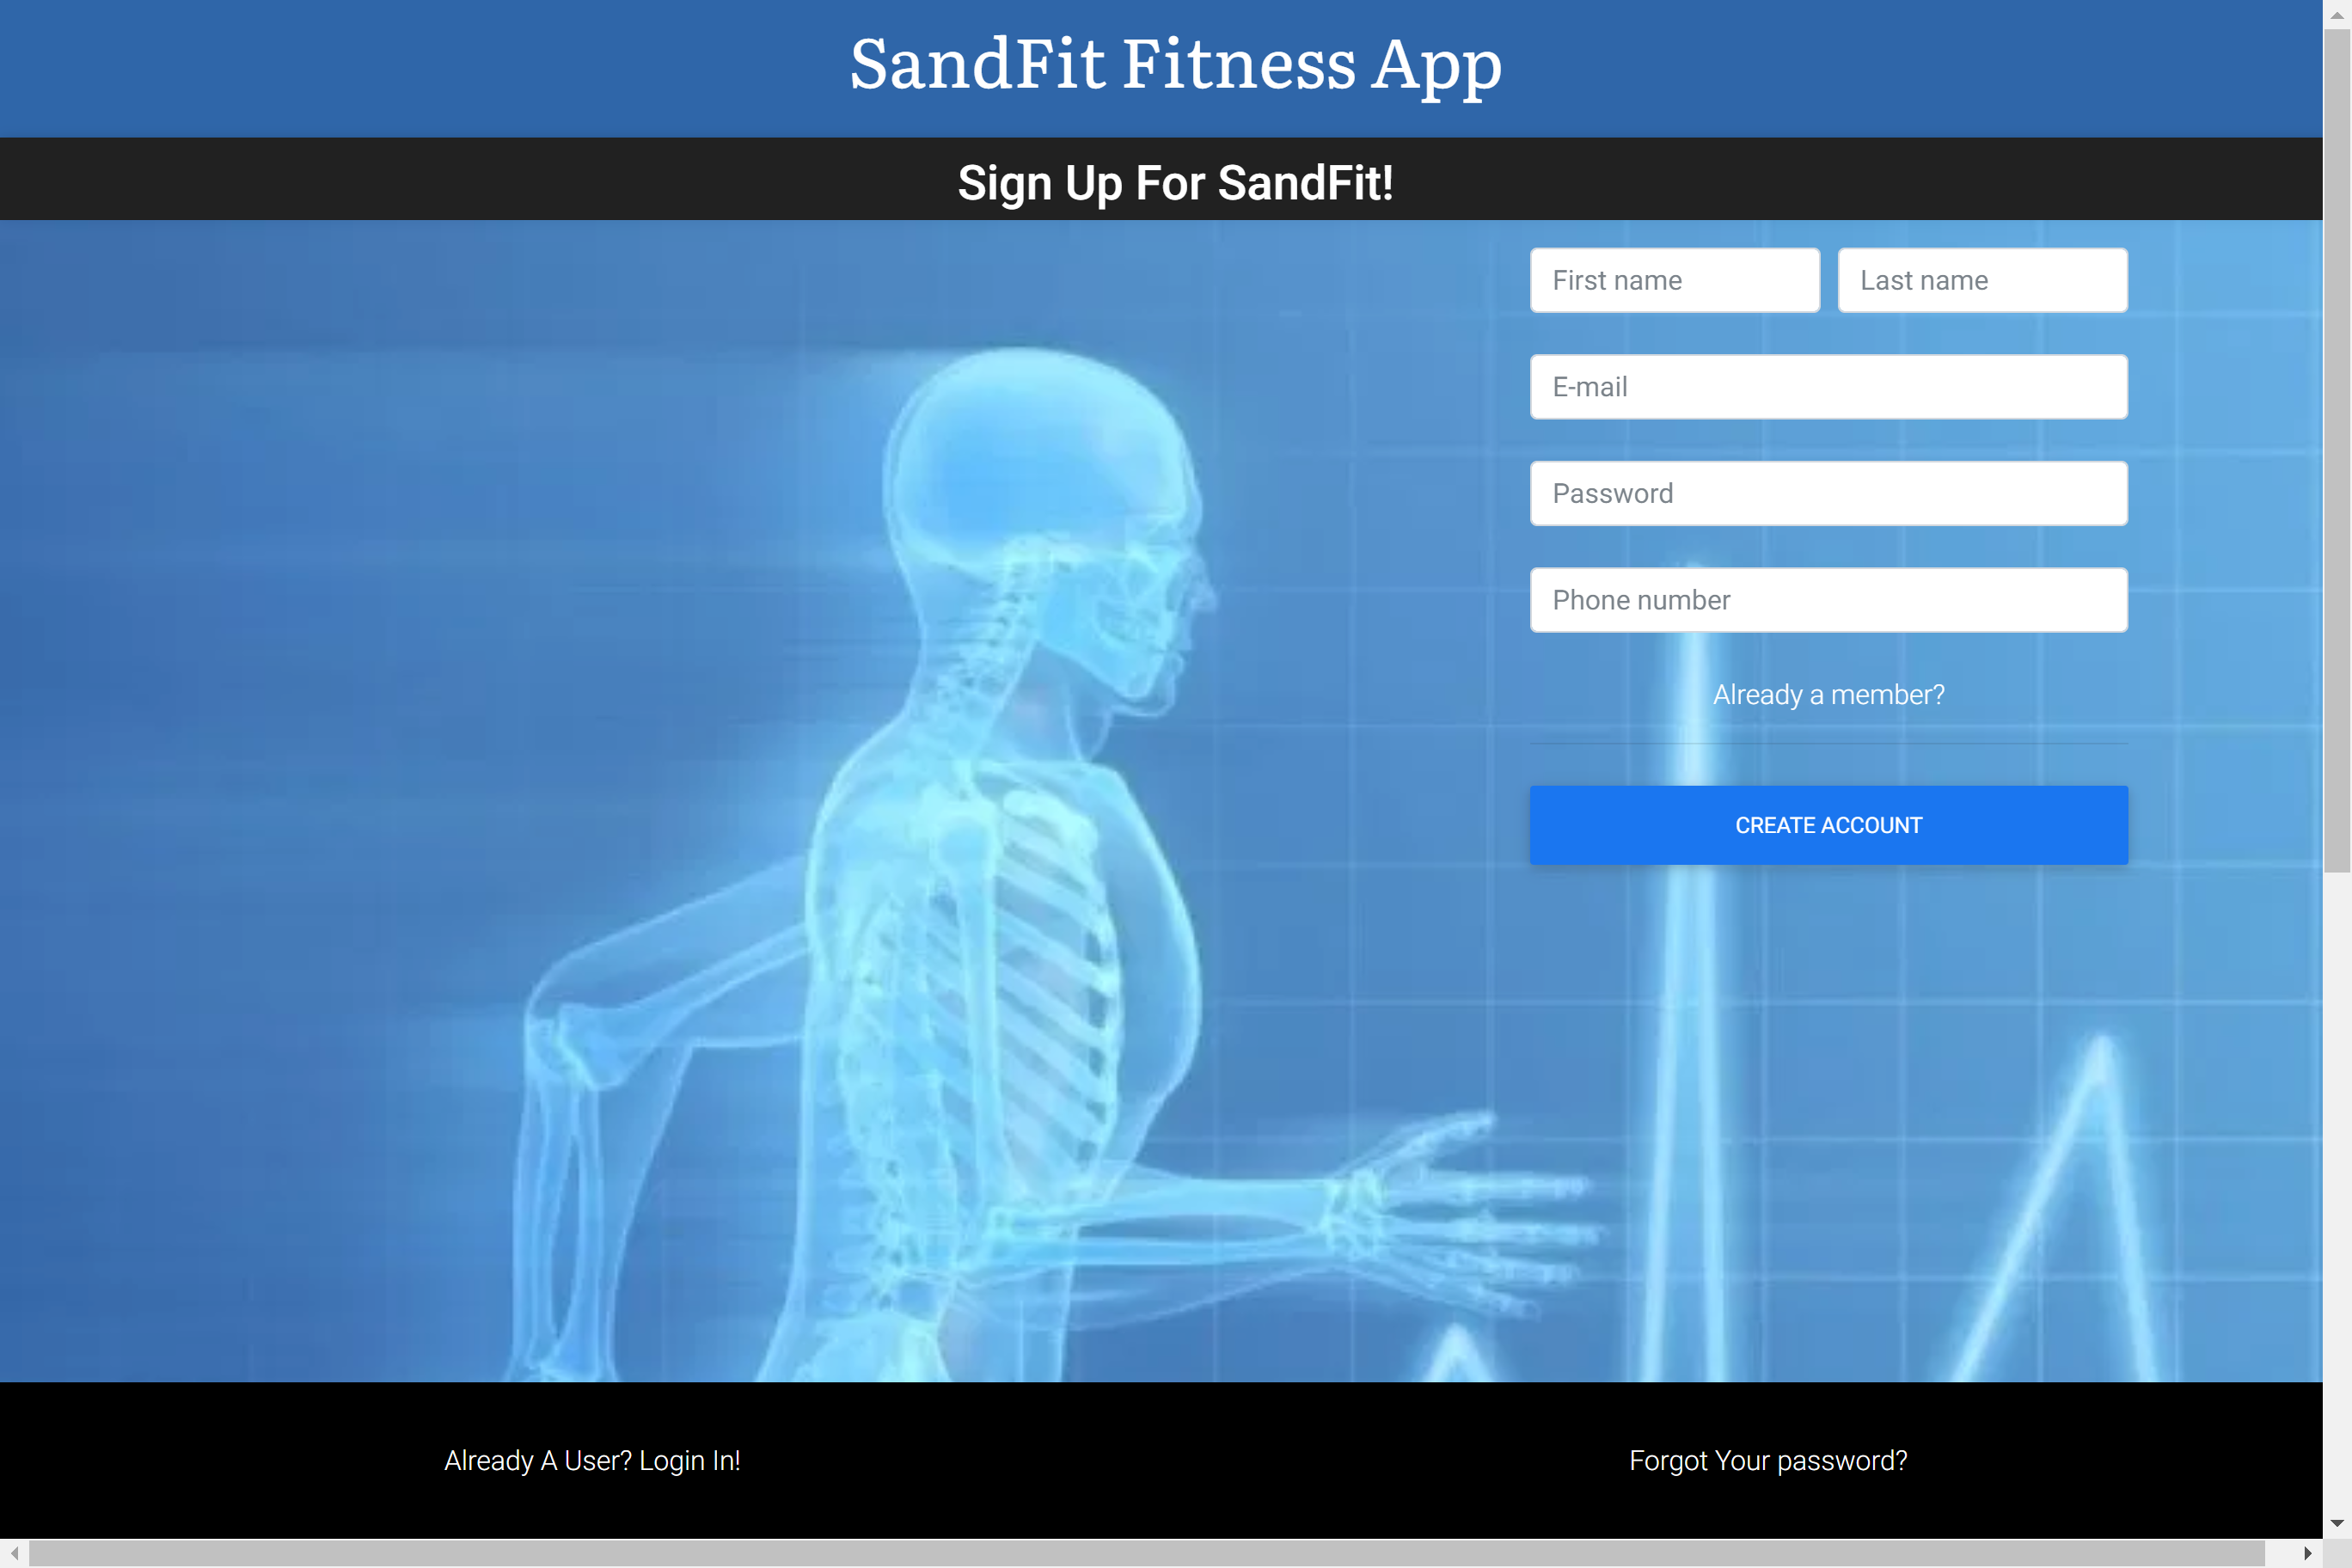 SandFit Fitness App
Sign Up For SandFit!
First name
Last name
E-mail
Password
Phone number
Already a member?
CREATE ACCOUNT
Already A User? Login In!
Forgot Your password?